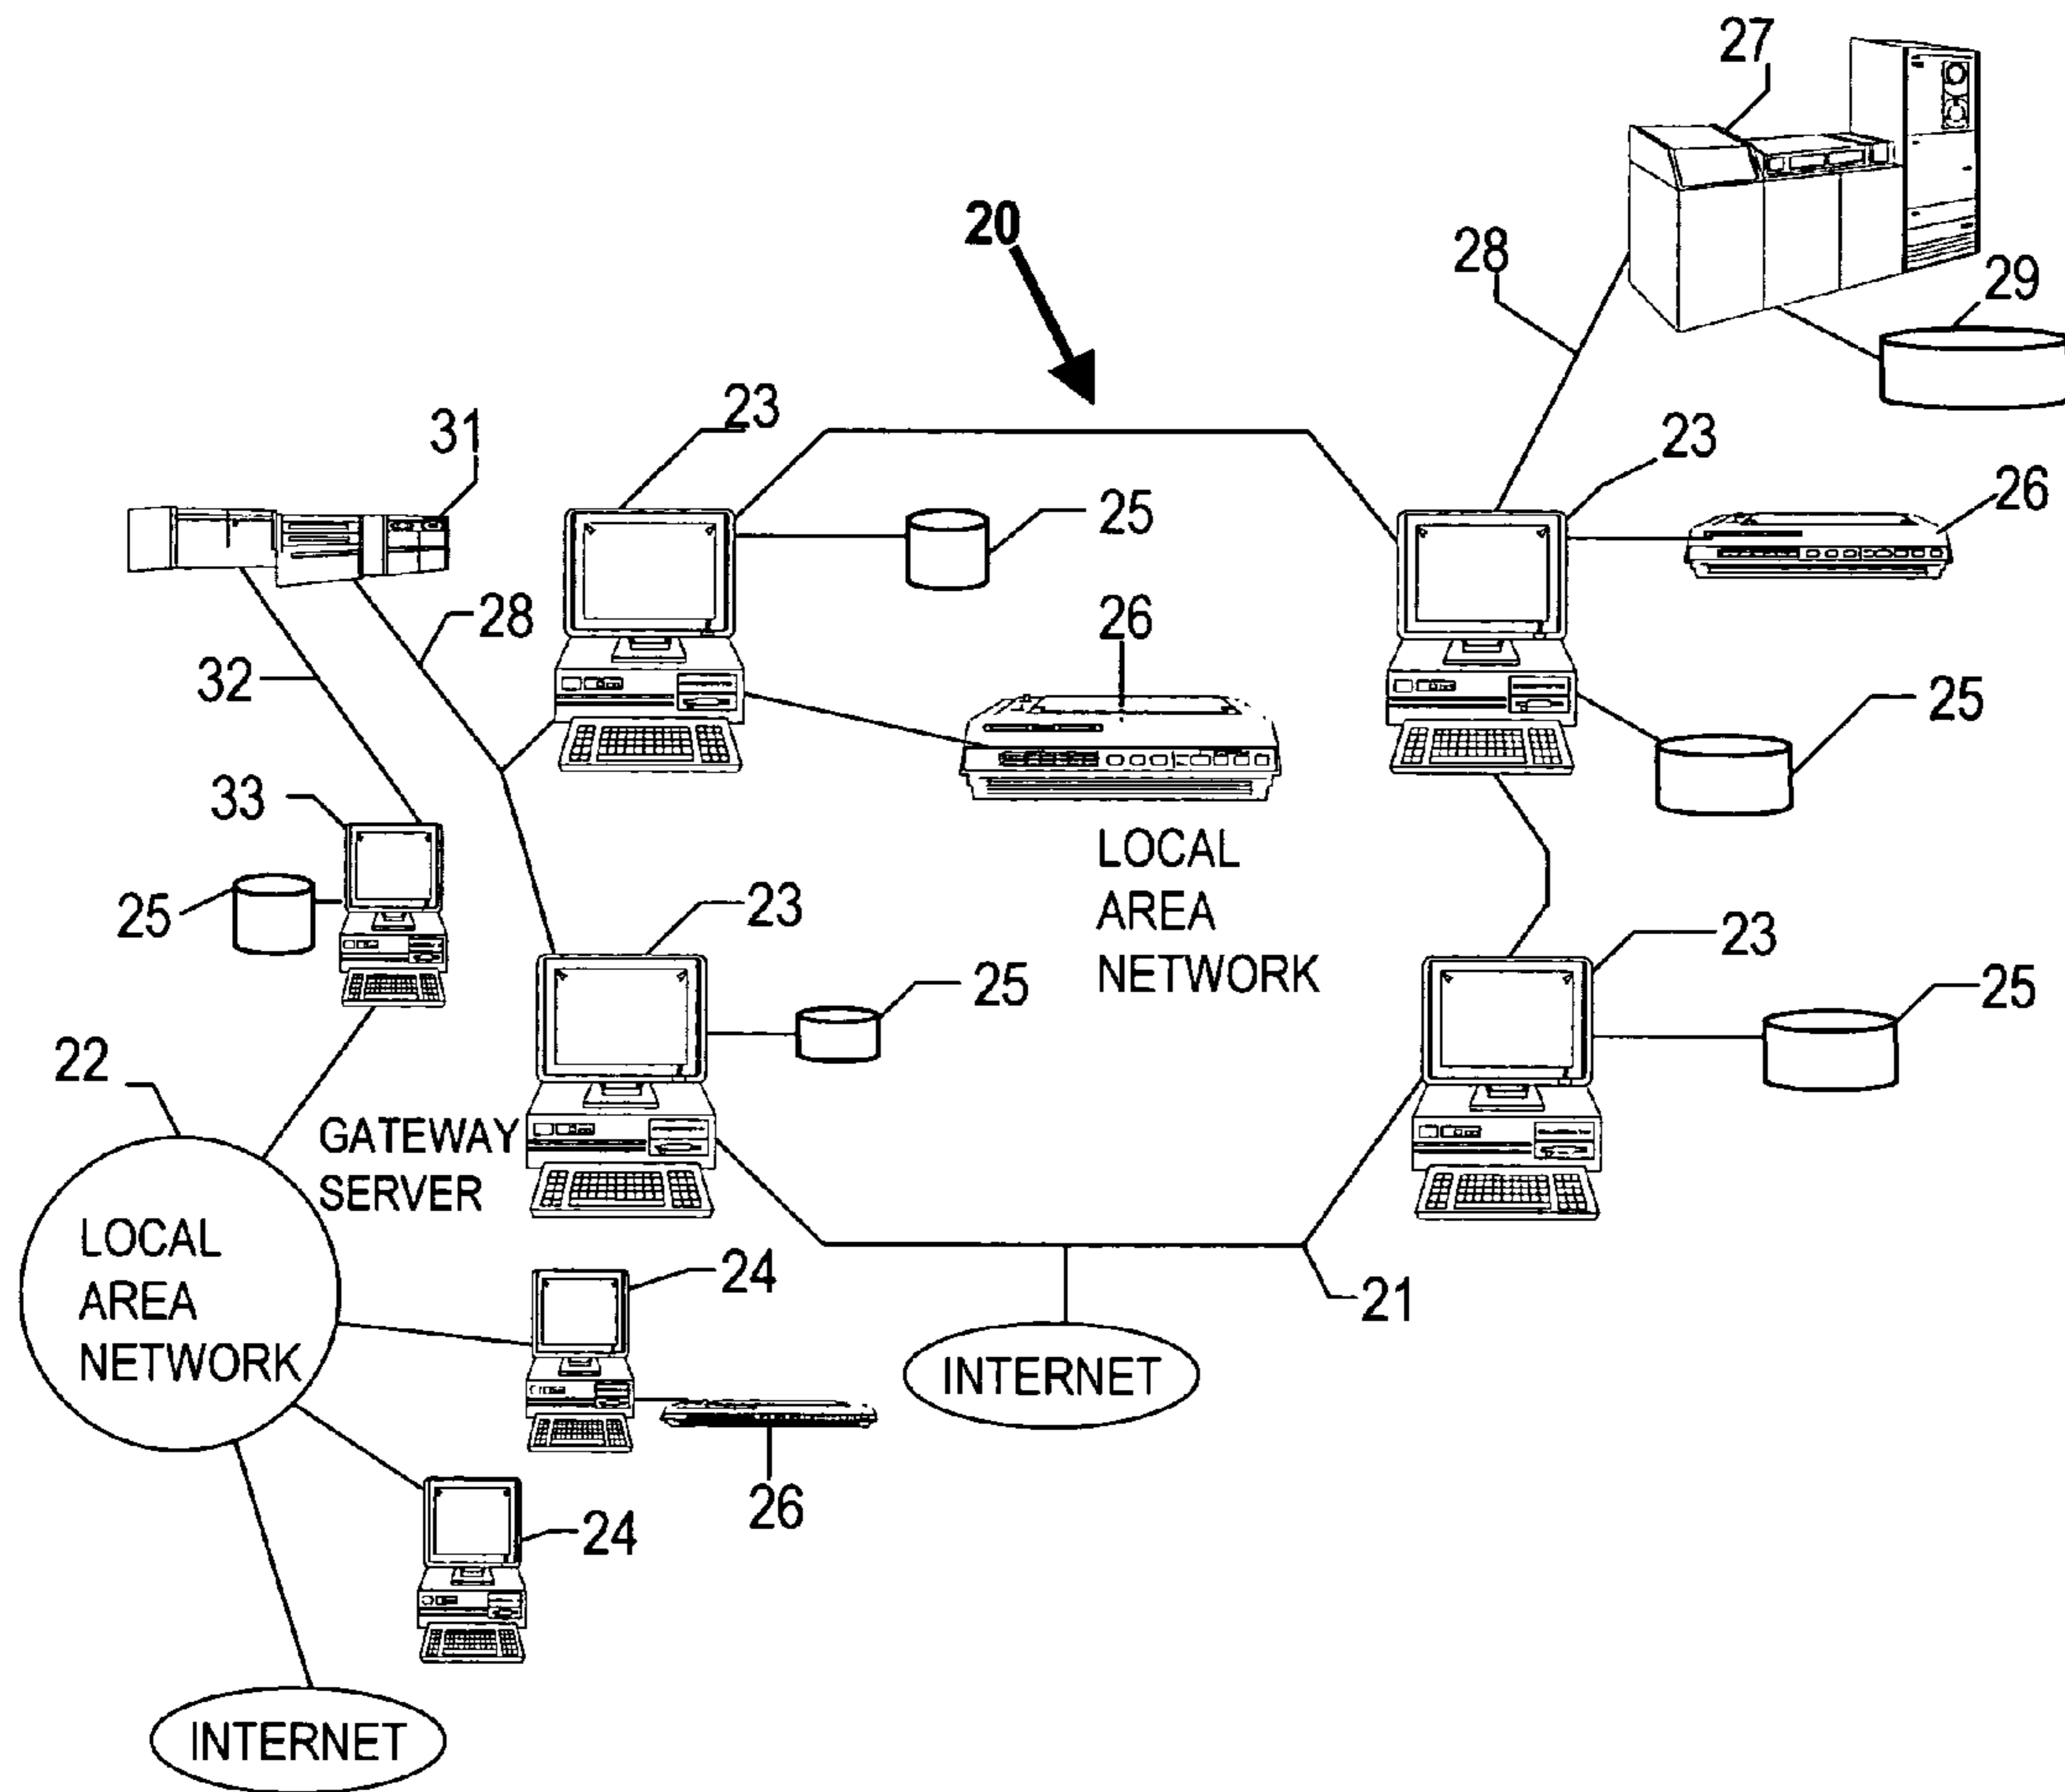 27
20
28
29
23
31
23
26
25
28
26
32
25
33
LOCAL
AREA
NETWORK
25
23
23
25
25
22
GATEWAY
SERVER
LOCAL
AREA
NETWORK
24
21
INTERNET
26
24
INTERNET